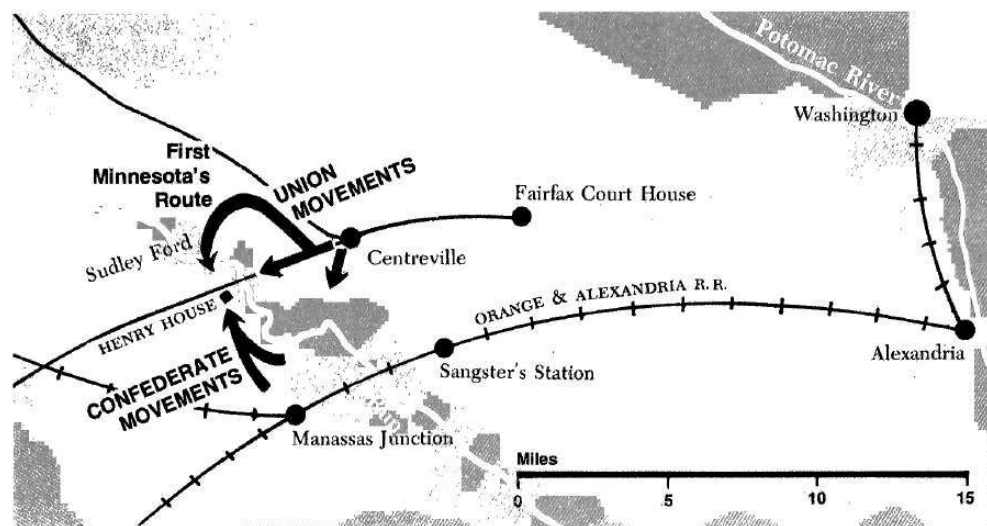 Potomac River
Washington
First
Minnesota's
Route
UNION
MOVEMENTS
Fairfax Court House
Sudley Ford
Centreville
HENRY HOUSE
ORANGE & ALEXANDRIA R.R.
Alexandria
CONFEDERATE
MOVEMENTS
Sangster's Station
Manassas Junction
Miles
0
5
10
15